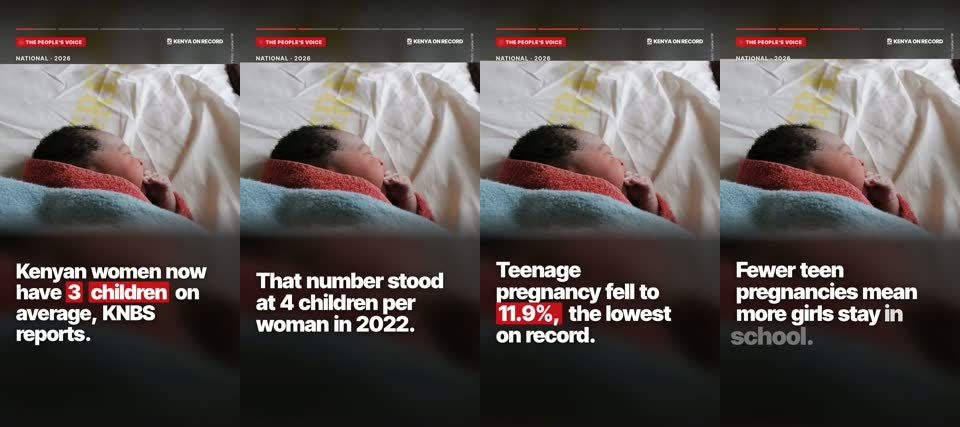 THE PEOPLE'S VOICE
KENYA ON RECORD
NATIONAL · 2026
Kenyan women now
have 3 children on
average, KNBS
reports.
THE PEOPLE'S VOICE
KENYA ON RECORD
NATIONAL · 2026
That number stood
at 4 children per
woman in 2022.
THE PEOPLE'S VOICE
KENYA ON RECORD
NATIONAL · 2026
Teenage
pregnancy fell to
11.9%, the lowest
on record.
THE PEOPLE'S VOICE
KENYA ON RECORD
NATIONAL · 2026
Fewer teen
pregnancies mean
more girls stay in
school.